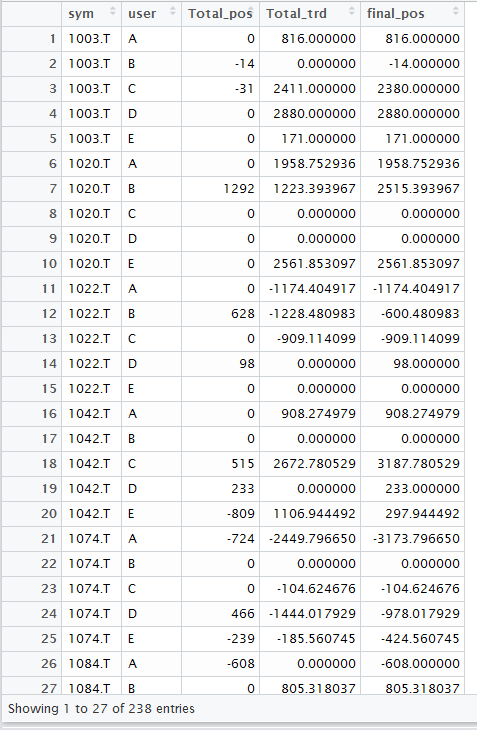 sym user Total_pos Total_trd final_pos
1 1003.T A 0 816.000000 816.000000
2 1003.T B -14 0.000000 -14.000000
3 1003.T C -31 2411.000000 2380.000000
4 1003.T D 0 2880.000000 2880.000000
5 1003.T E 0 171.000000 171.000000
6 1020.T A 0 1958.752936 1958.752936
7 1020.T B 1292 1223.393967 2515.393967
8 1020.T C 0 0.000000 0.000000
9 1020.T D 0 0.000000 0.000000
10 1020.T E 0 2561.853097 2561.853097
11 1022.T A 0 -1174.404917 -1174.404917
12 1022.T B 628 -1228.480983 -600.480983
13 1022.T C 0 -909.114099 -909.114099
14 1022.T D 98 0.000000 98.000000
15 1022.T E 0 0.000000 0.000000
16 1042.T A 0 908.274979 908.274979
17 1042.T B 0 0.000000 0.000000
18 1042.T C 515 2672.780529 3187.780529
19 1042.T D 233 0.000000 233.000000
20 1042.T E -809 1106.944492 297.944492
21 1074.T A -724 -2449.796650 -3173.796650
22 1074.T B 0 0.000000 0.000000
23 1074.T C 0 -104.624676 -104.624676
24 1074.T D 466 -1444.017929 -978.017929
25 1074.T E -239 -185.560745 -424.560745
26 1084.T A -608 0.000000 -608.000000
27 1084.T B 0 805.318037 805.318037
Showing 1 to 27 of 238 entries